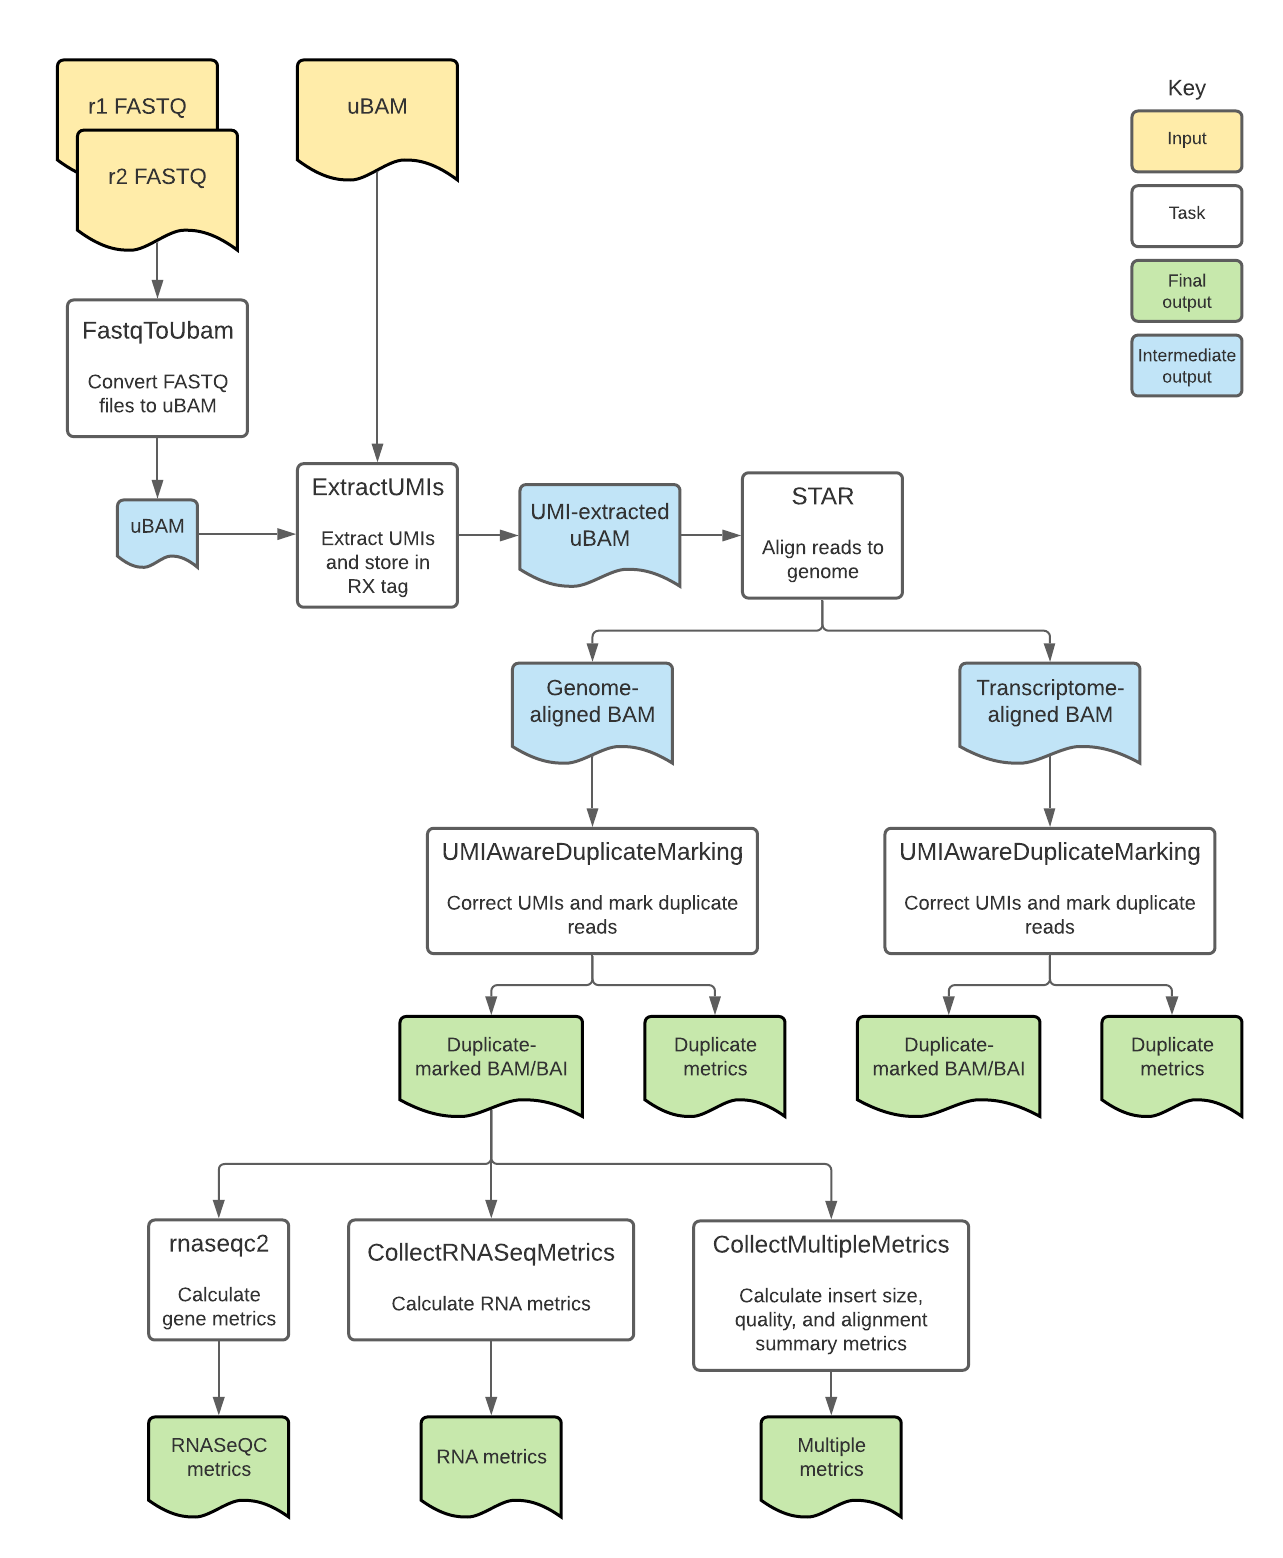 Key
Input
Task
Final
output
Intermediate
output
r1 FASTQ
r2 FASTQ
uBAM
FastqToUbam
Convert FASTQ
files to uBAM
uBAM
ExtractUMIs
Extract UMIs
and store in
RX tag
UMI-extracted
uBAM
STAR
Align reads to
genome
Genome-
aligned BAM
Transcriptome-
aligned BAM
UMIAwareDuplicateMarking
Correct UMIs and mark duplicate
reads
UMIAwareDuplicateMarking
Correct UMIs and mark duplicate
reads
Duplicate-
marked BAM/BAI
Duplicate
metrics
Duplicate-
marked BAM/BAI
Duplicate
metrics
rnaseqc2
Calculate
gene metrics
CollectRNASeqMetrics
Calculate RNA metrics
CollectMultipleMetrics
Calculate insert size,
quality, and alignment
summary metrics
RNASeQC
metrics
RNA metrics
Multiple
metrics